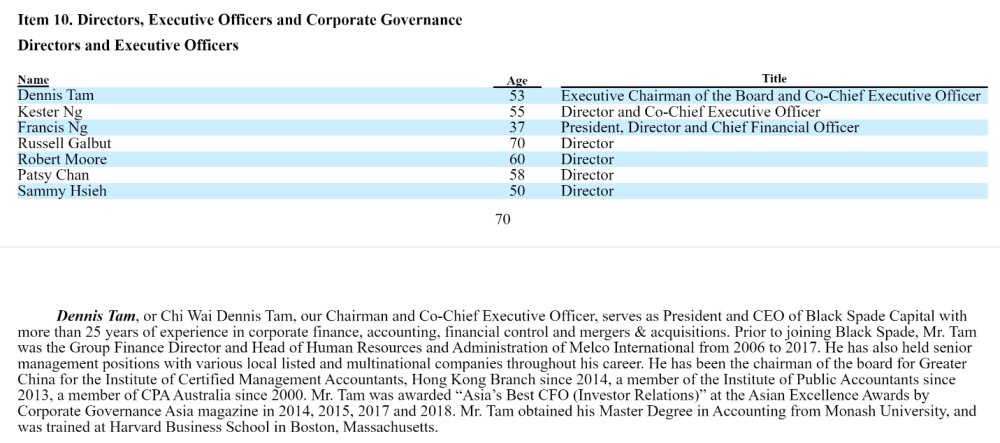 Item 10. Directors, Executive Officers and Corporate Governance
Directors and Executive Officers
Name Age Title
Dennis Tam 53 Executive Chairman of the Board and Co-Chief Executive Officer
Kester Ng 55 Director and Co-Chief Executive Officer
Francis Ng 37 President, Director and Chief Financial Officer
Russell Galbut 70 Director
Robert Moore 60 Director
Patsy Chan 58 Director
Sammy Hsieh 50 Director
70
Dennis Tam, or Chi Wai Dennis Tam, our Chairman and Co-Chief Executive Officer, serves as President and CEO of Black Spade Capital with
more than 25 years of experience in corporate finance, accounting, financial control and mergers & acquisitions. Prior to joining Black Spade, Mr. Tam
was the Group Finance Director and Head of Human Resources and Administration of Melco International from 2006 to 2017. He has also held senior
management positions with various local listed and multinational companies throughout his career. He has been the chairman of the board for Greater
China for the Institute of Certified Management Accountants, Hong Kong Branch since 2014, a member of the Institute of Public Accountants since
2013, a member of CPA Australia since 2000. Mr. Tam was awarded “Asia’s Best CFO (Investor Relations)” at the Asian Excellence Awards by
Corporate Governance Asia magazine in 2014, 2015, 2017 and 2018. Mr. Tam obtained his Master Degree in Accounting from Monash University, and
was trained at Harvard Business School in Boston, Massachusetts.